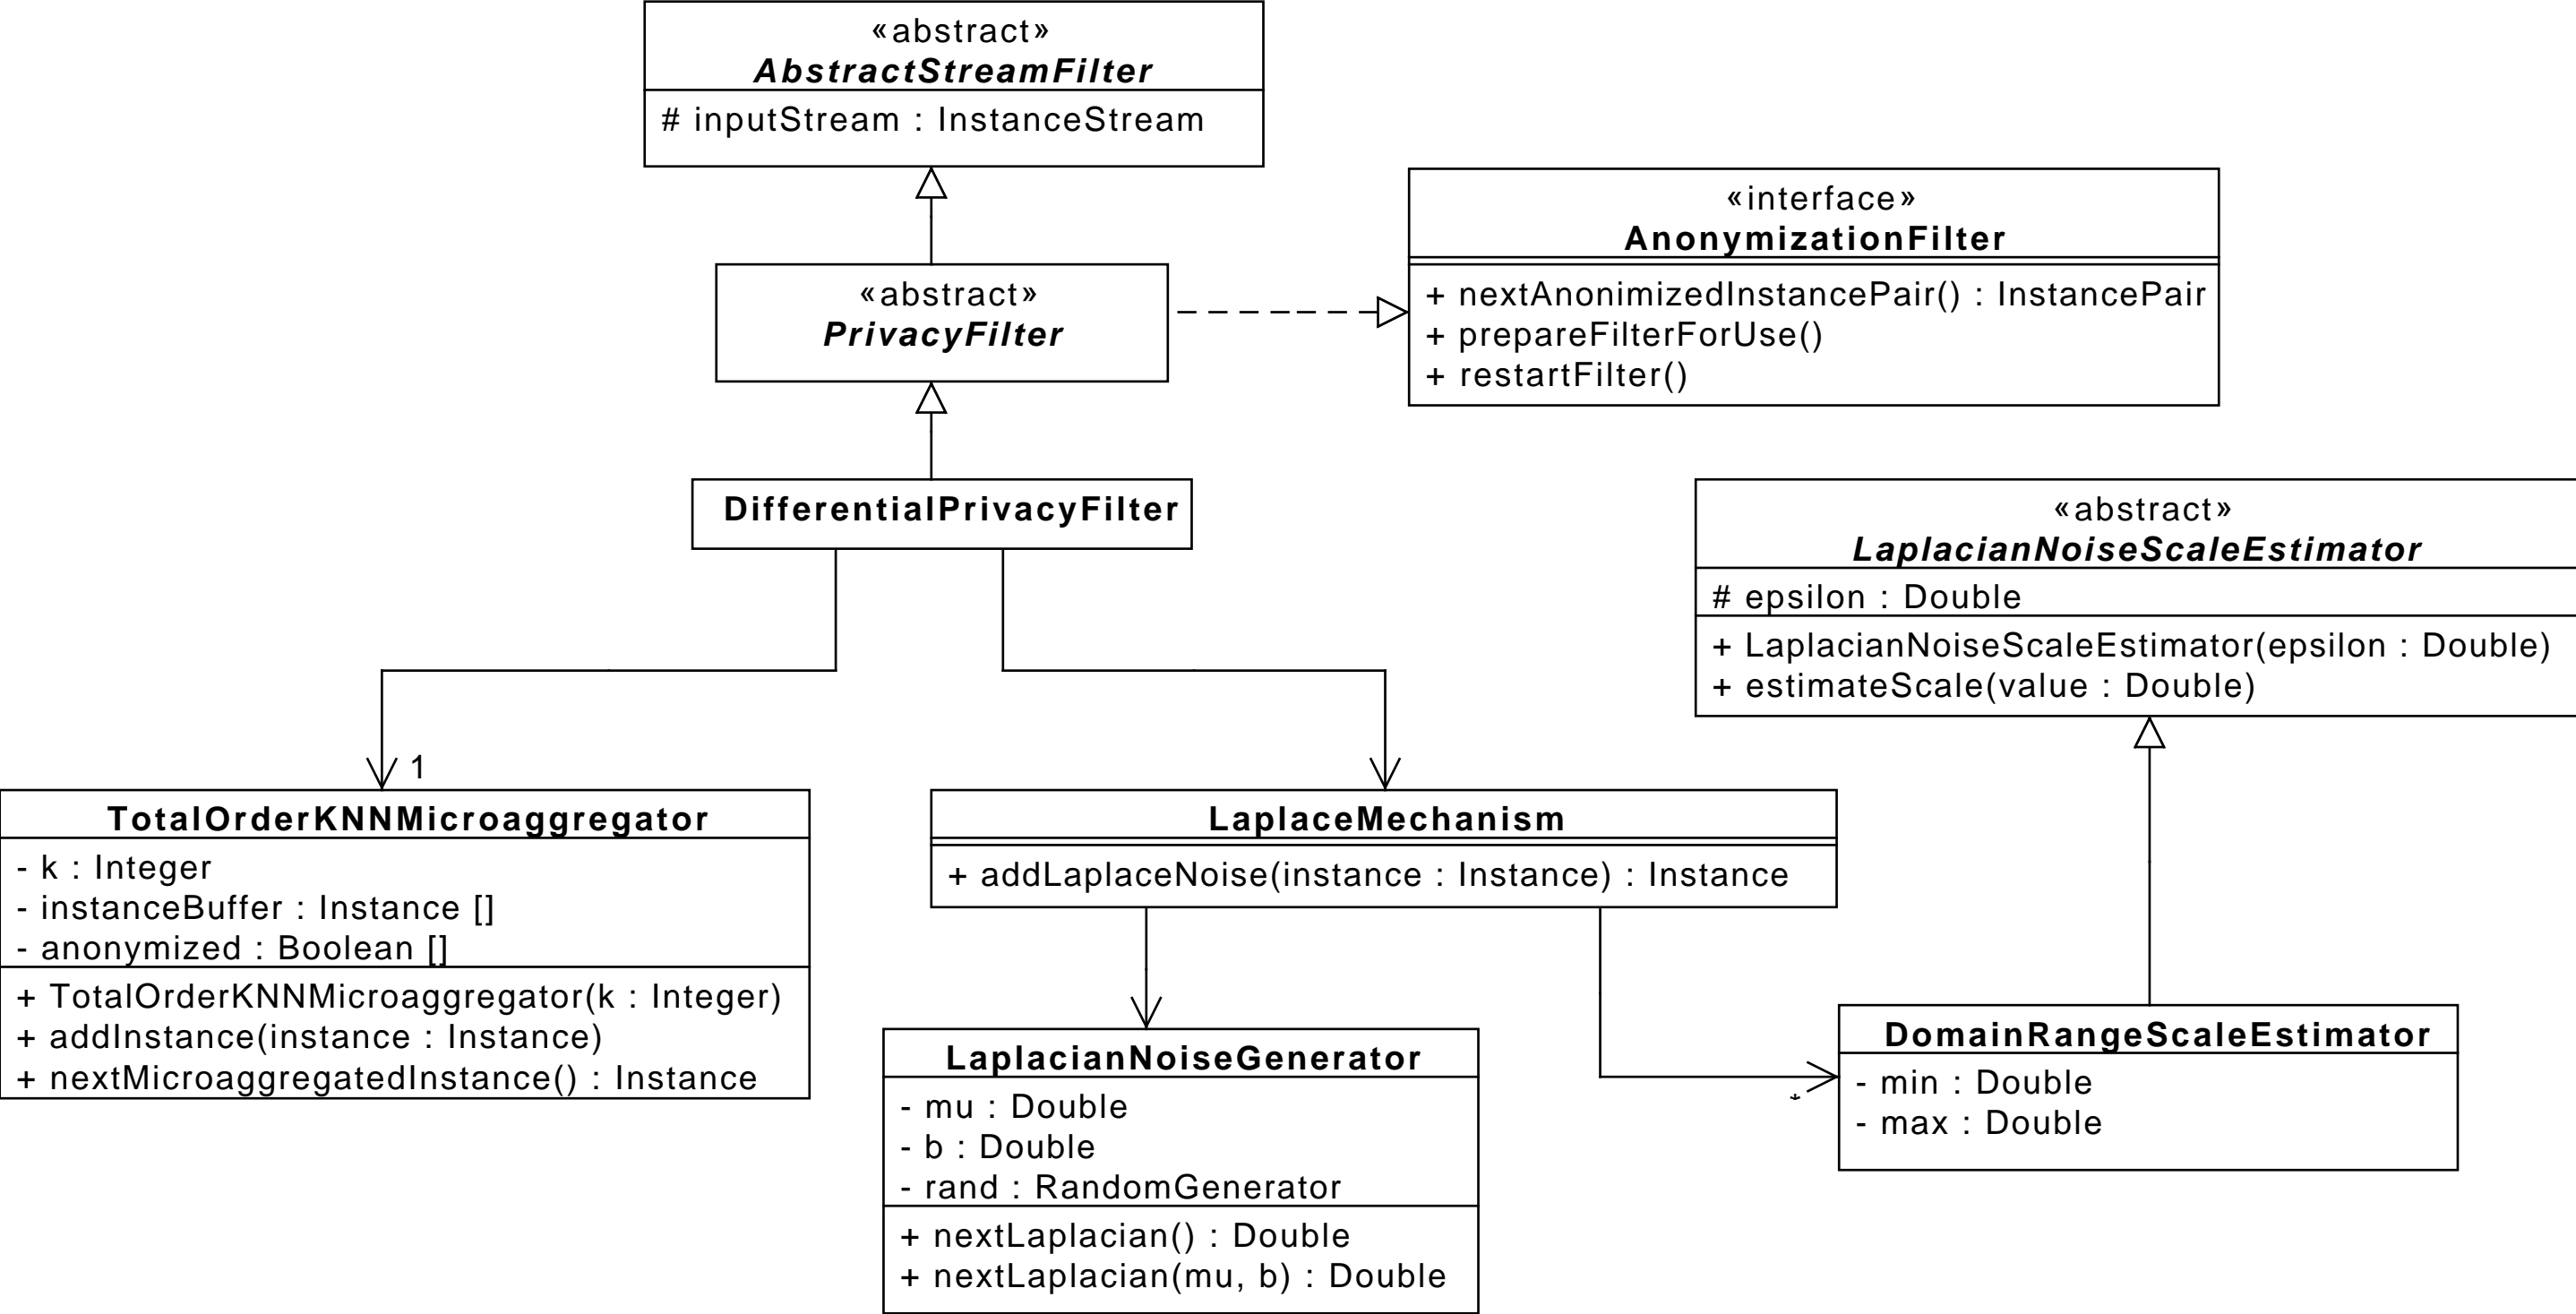 «abstract»
AbstractStreamFilter
# inputStream : InstanceStream
«interface»
AnonymizationFilter
+ nextAnonimizedInstancePair() : InstancePair
+ prepareFilterForUse()
+ restartFilter()
«abstract»
PrivacyFilter
DifferentialPrivacyFilter
«abstract»
LaplacianNoiseScaleEstimator
# epsilon : Double
+ LaplacianNoiseScaleEstimator(epsilon : Double)
+ estimateScale(value : Double)
1
TotalOrderKNNMicroaggregator
- k : Integer
- instanceBuffer : Instance []
- anonymized : Boolean []
+ TotalOrderKNNMicroaggregator(k : Integer)
+ addInstance(instance : Instance)
+ nextMicroaggregatedInstance() : Instance
LaplaceMechanism
+ addLaplaceNoise(instance : Instance) : Instance
LaplacianNoiseGenerator
- mu : Double
- b : Double
- rand : RandomGenerator
+ nextLaplacian() : Double
+ nextLaplacian(mu, b) : Double
*
DomainRangeScaleEstimator
- min : Double
- max : Double